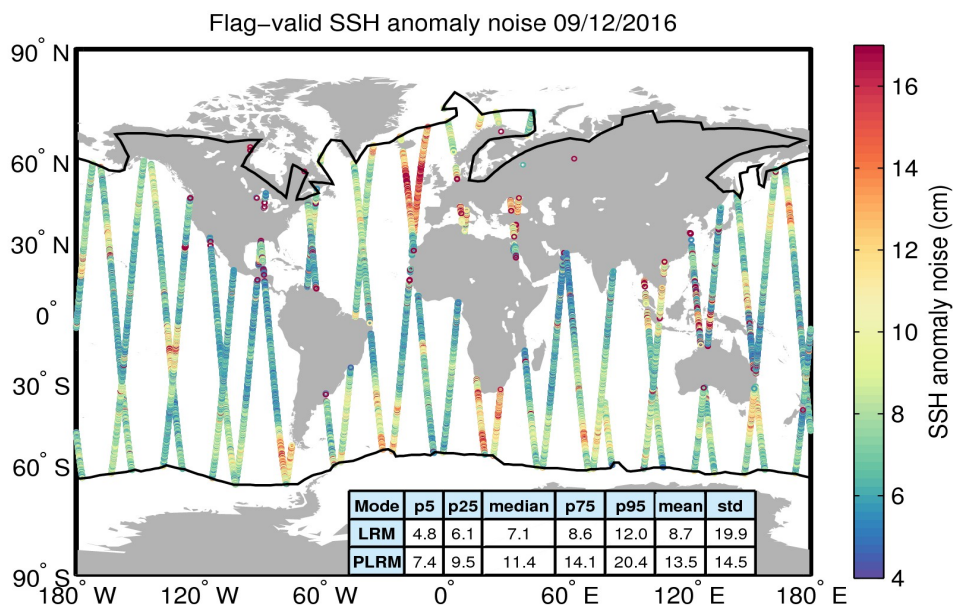 Flag−valid SSH anomaly noise 09/12/2016
90° N
60° N
30° N
0°
30° S
60° S
90° S
180° W 120° W 60° W 0° 60° E 120° E 180° E
Mode p5 p25 median p75 p95 mean std
LRM 4.8 6.1 7.1 8.6 12.0 8.7 19.9
PLRM 7.4 9.5 11.4 14.1 20.4 13.5 14.5
16
14
12
10
8
6
4
SSH anomaly noise (cm)